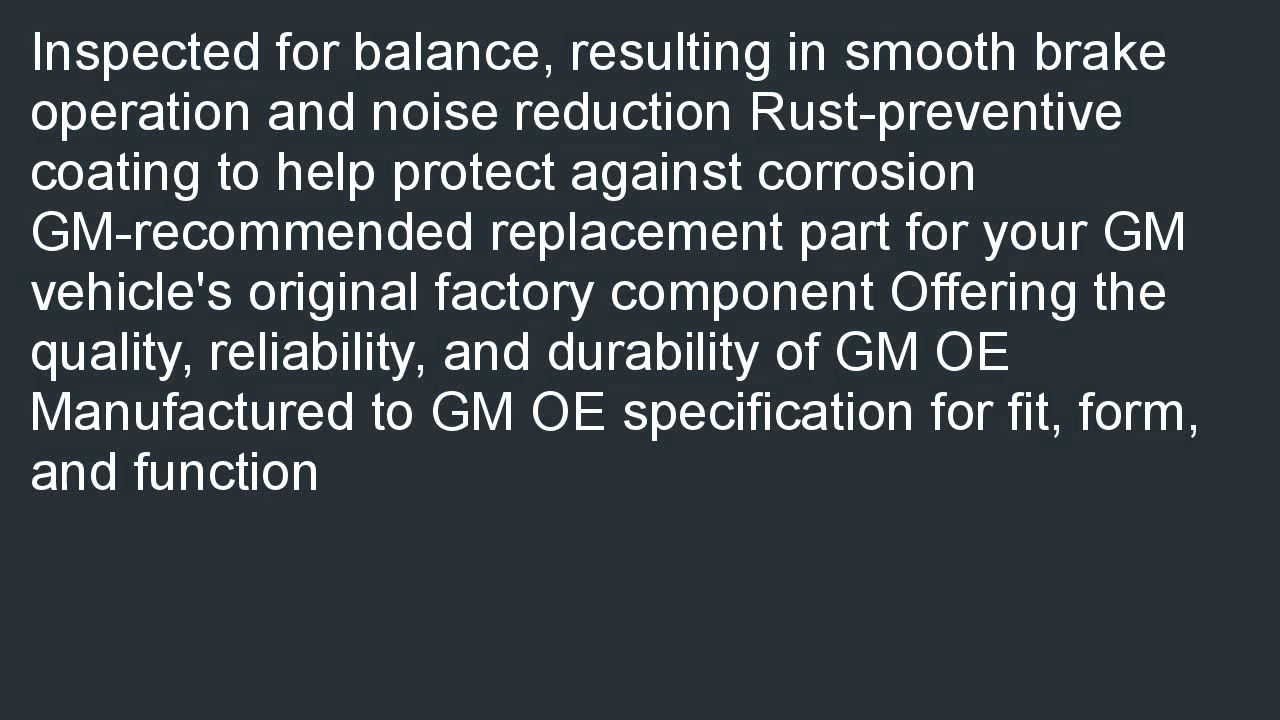 Inspected for balance, resulting in smooth brake
operation and noise reduction Rust-preventive
coating to help protect against corrosion
GM-recommended replacement part for your GM
vehicle's original factory component Offering the
quality, reliability, and durability of GM OE
Manufactured to GM OE specification for fit, form,
and function